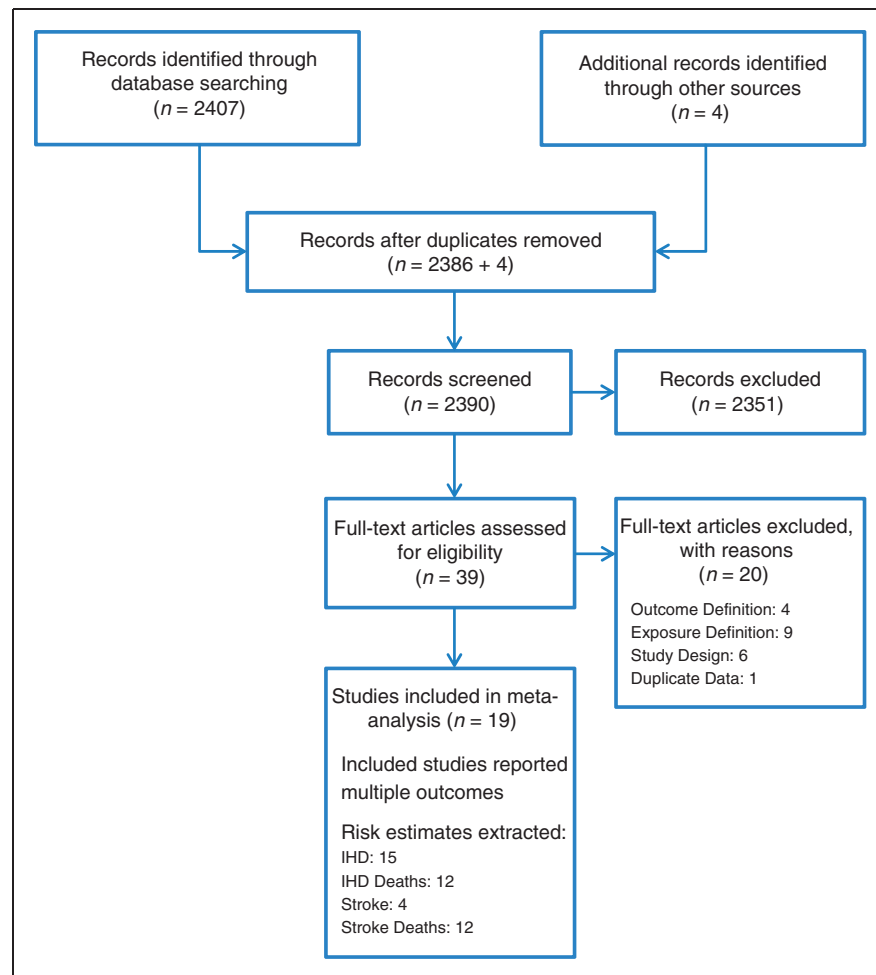 Records identified through
database searching
(n = 2407)
Additional records identified
through other sources
(n = 4)
Records after duplicates removed
(n = 2386 + 4)
Records screened
(n = 2390)
Records excluded
(n = 2351)
Full-text articles assessed
for eligibility
(n = 39)
Full-text articles excluded,
with reasons
(n = 20)
Outcome Definition: 4
Exposure Definition: 9
Study Design: 6
Duplicate Data: 1
Studies included in meta-
analysis (n = 19)
Included studies reported
multiple outcomes
Risk estimates extracted:
IHD: 15
IHD Deaths: 12
Stroke: 4
Stroke Deaths: 12